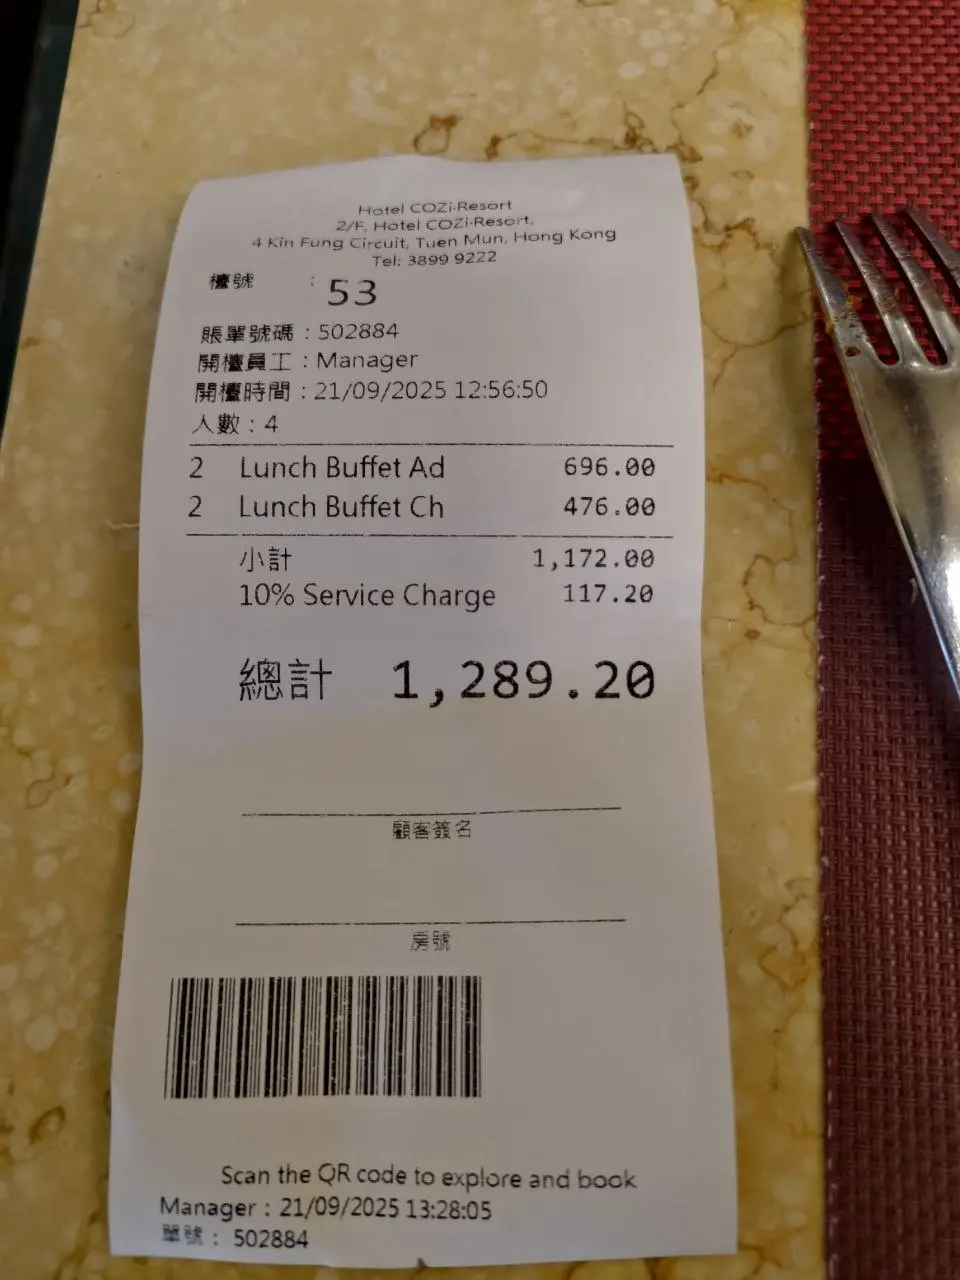 Hotel COZi·Resort
2/F, Hotel COZi·Resort,
4 Kin Fung Circuit, Tuen Mun, Hong Kong
Tel: 3899 9222
檯號 : 53
賬單號碼 : 502884
開檯員工 : Manager
開檯時間 : 21/09/2025 12:56:50
人數 : 4
2 Lunch Buffet Ad 696.00
2 Lunch Buffet Ch 476.00
小計 1,172.00
10% Service Charge 117.20
總計 1,289.20
顧客簽名
房號
Scan the QR code to explore and book
Manager : 21/09/2025 13:28:05
單號 : 502884